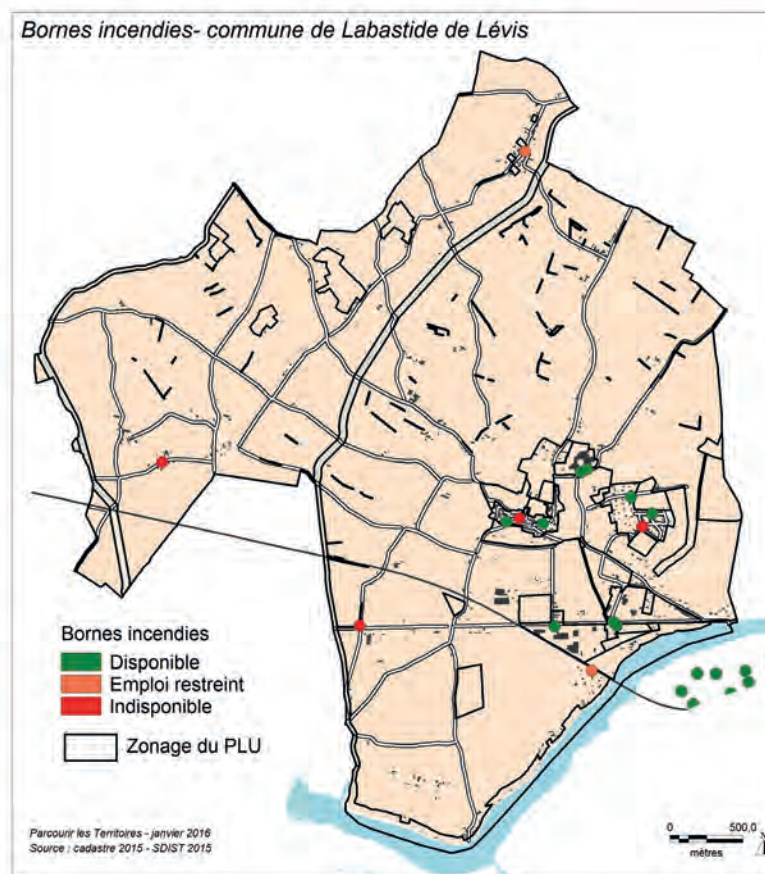 Bornes incendies- commune de Labastide de Lévis
Bornes incendies
Disponible
Emploi restreint
Indisponible
Zonage du PLU
Parcourir les Territoires - janvier 2016
Source : cadastre 2015 - SDIST 2015
0 500,0
mètres
N